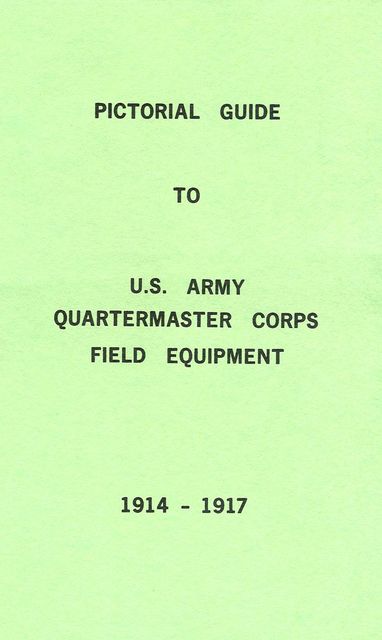 PICTORIAL GUIDE
TO
U.S. ARMY
QUARTERMASTER CORPS
FIELD EQUIPMENT
1914 - 1917